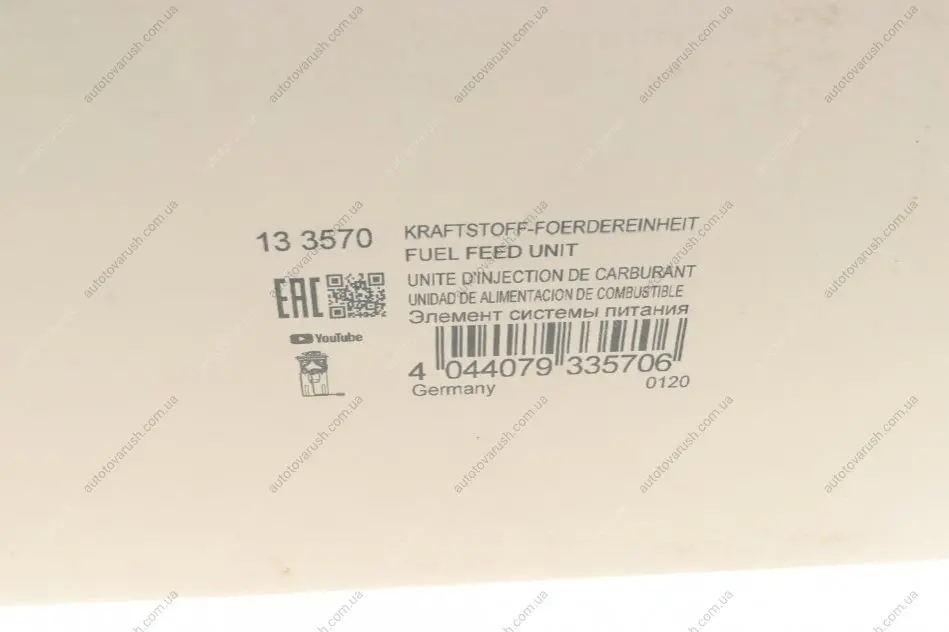 13 3570
KRAFTSTOFF-FOERDEREINHEIT
FUEL FEED UNIT
UNITE D'INJECTION DE CARBURANT
UNIDAD DE ALIMENTACION DE COMBUSTIBLE
Элемент системы питания
EAC
YouTube
4 044079 335706
Germany
0120
autotovarush.com.ua